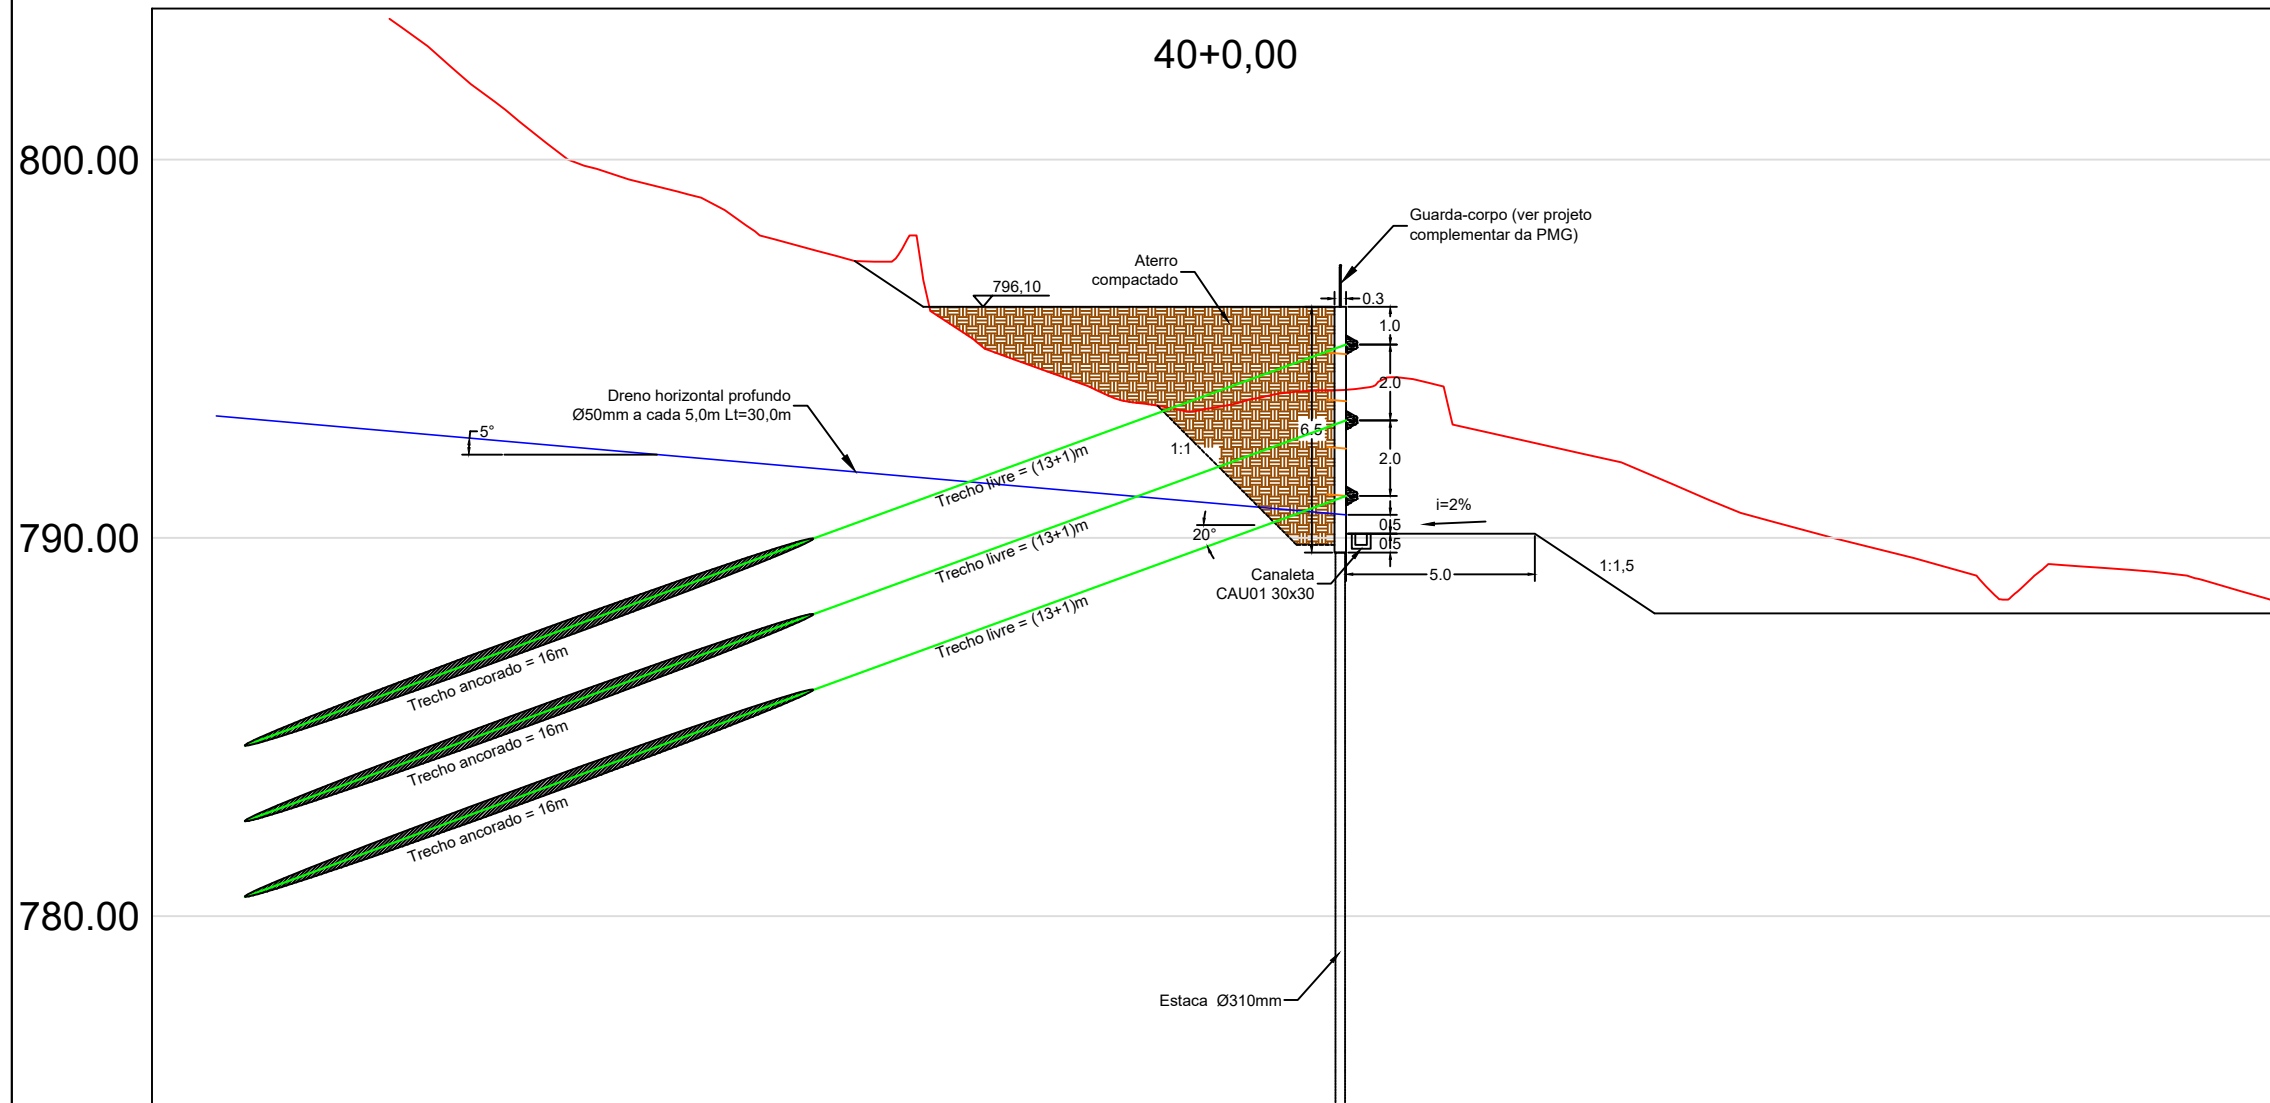 40+0,00
800.00
Guarda-corpo (ver projeto
complementar da PMG)
Aterro
compactado
796,10
0.3
1.0
Dreno horizontal profundo
Ø50mm a cada 5,0m Lt=30,0m
2.0
5°
6.5
1:1
Trecho livre = (13+1)m
2.0
790.00
i=2%
0.5
20°
0.5
Trecho livre = (13+1)m
Canaleta
CAU01 30x30
5.0
1:1,5
Trecho livre = (13+1)m
Trecho ancorado = 16m
Trecho ancorado = 16m
Trecho ancorado = 16m
780.00
Estaca Ø310mm